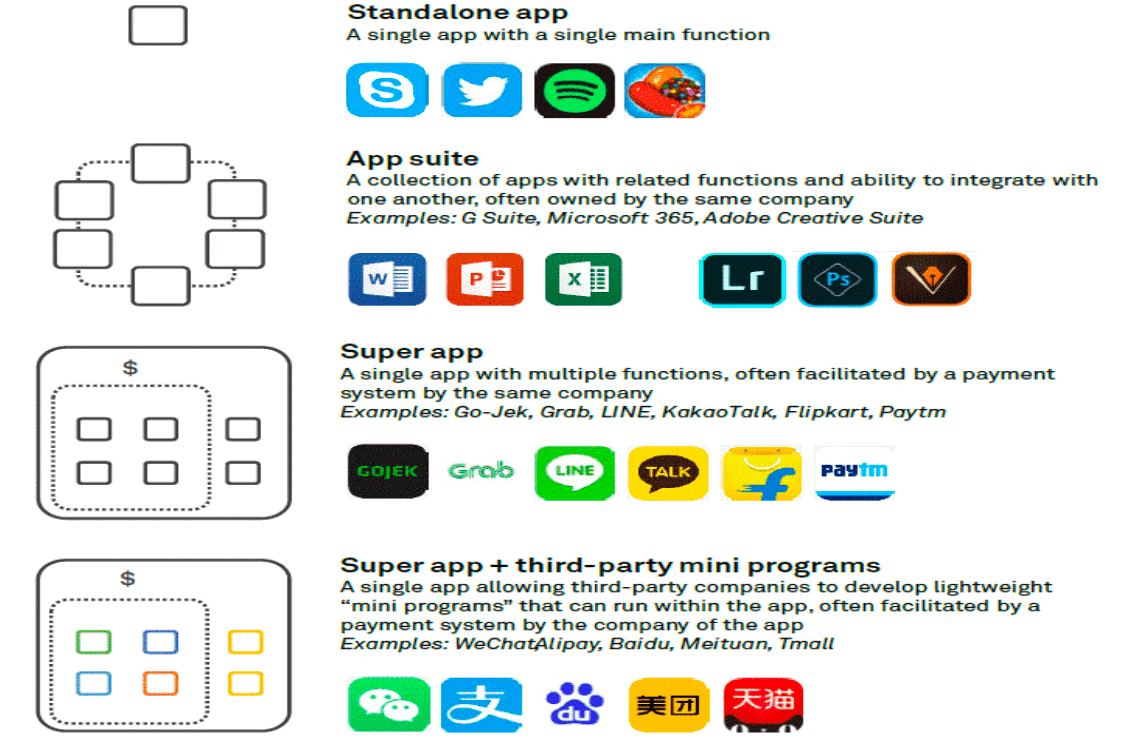 Standalone app
A single app with a single main function
S
App suite
A collection of apps with related functions and ability to integrate with
one another, often owned by the same company
Examples: G Suite, Microsoft 365, Adobe Creative Suite
W P X Lr Ps
$
Super app
A single app with multiple functions, often facilitated by a payment
system by the same company
Examples: Go-Jek, Grab, LINE, KakaoTalk, Flipkart, Paytm
GOJEK Grab LINE TALK f paytm
$
Super app + third-party mini programs
A single app allowing third-party companies to develop lightweight
“mini programs” that can run within the app, often facilitated by a
payment system by the company of the app
Examples: WeChat,Alipay, Baidu, Meituan, Tmall
支 du 美团 天猫